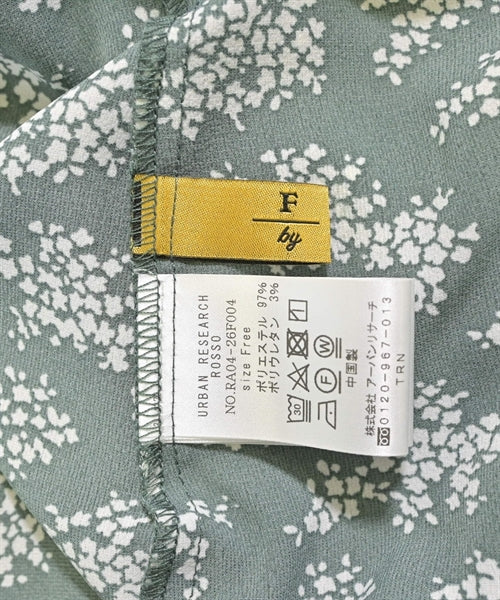 F
by
URBAN RESEARCH
ROSSO
NO.RA04-26F004
size Free
ポリエステル 97%
ポリウレタン 3%
30
F
W
中国製
株式会社 アーバンリサーチ
0120-967-013
TRN